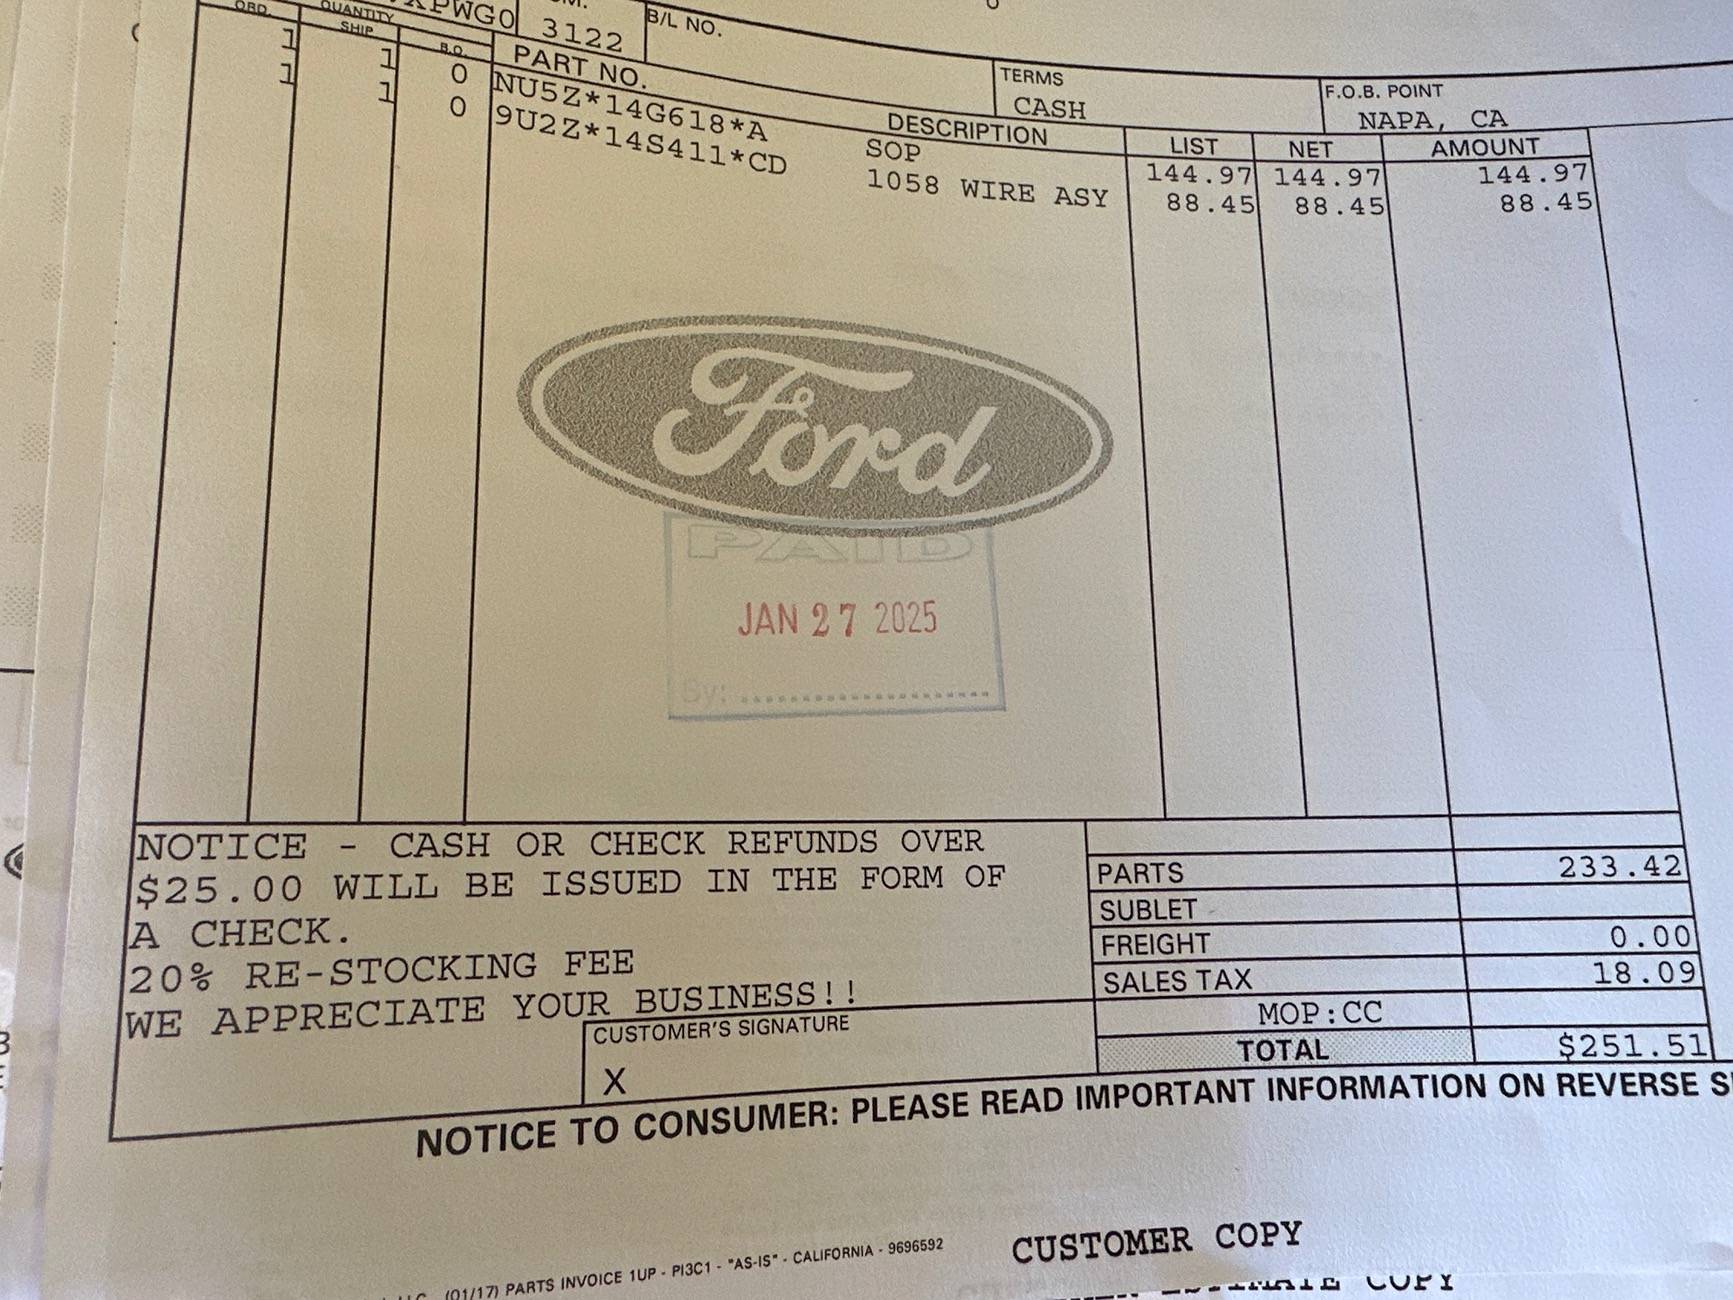 3122
B/L NO.
ORD.
QUANTITY
SHIP
B.O.
PART NO.
DESCRIPTION
TERMS
CASH
F.O.B. POINT
NAPA, CA
LIST
NET
AMOUNT
1 1 0 NU5Z*14G618*A SOP 144.97 144.97 144.97
1 1 0 9U2Z*14S411*CD 1058 WIRE ASY 88.45 88.45 88.45
Ford
PAID
JAN 27 2025
By:
NOTICE - CASH OR CHECK REFUNDS OVER
$25.00 WILL BE ISSUED IN THE FORM OF
A CHECK.
20% RE-STOCKING FEE
WE APPRECIATE YOUR BUSINESS!!
CUSTOMER'S SIGNATURE
X
PARTS 233.42
SUBLET
FREIGHT 0.00
SALES TAX 18.09
MOP:CC
TOTAL $251.51
NOTICE TO CONSUMER: PLEASE READ IMPORTANT INFORMATION ON REVERSE
(01/17) PARTS INVOICE 1UP - PI3C1 - "AS-IS" - CALIFORNIA - 9696592
CUSTOMER COPY
ESTIMATE COPY